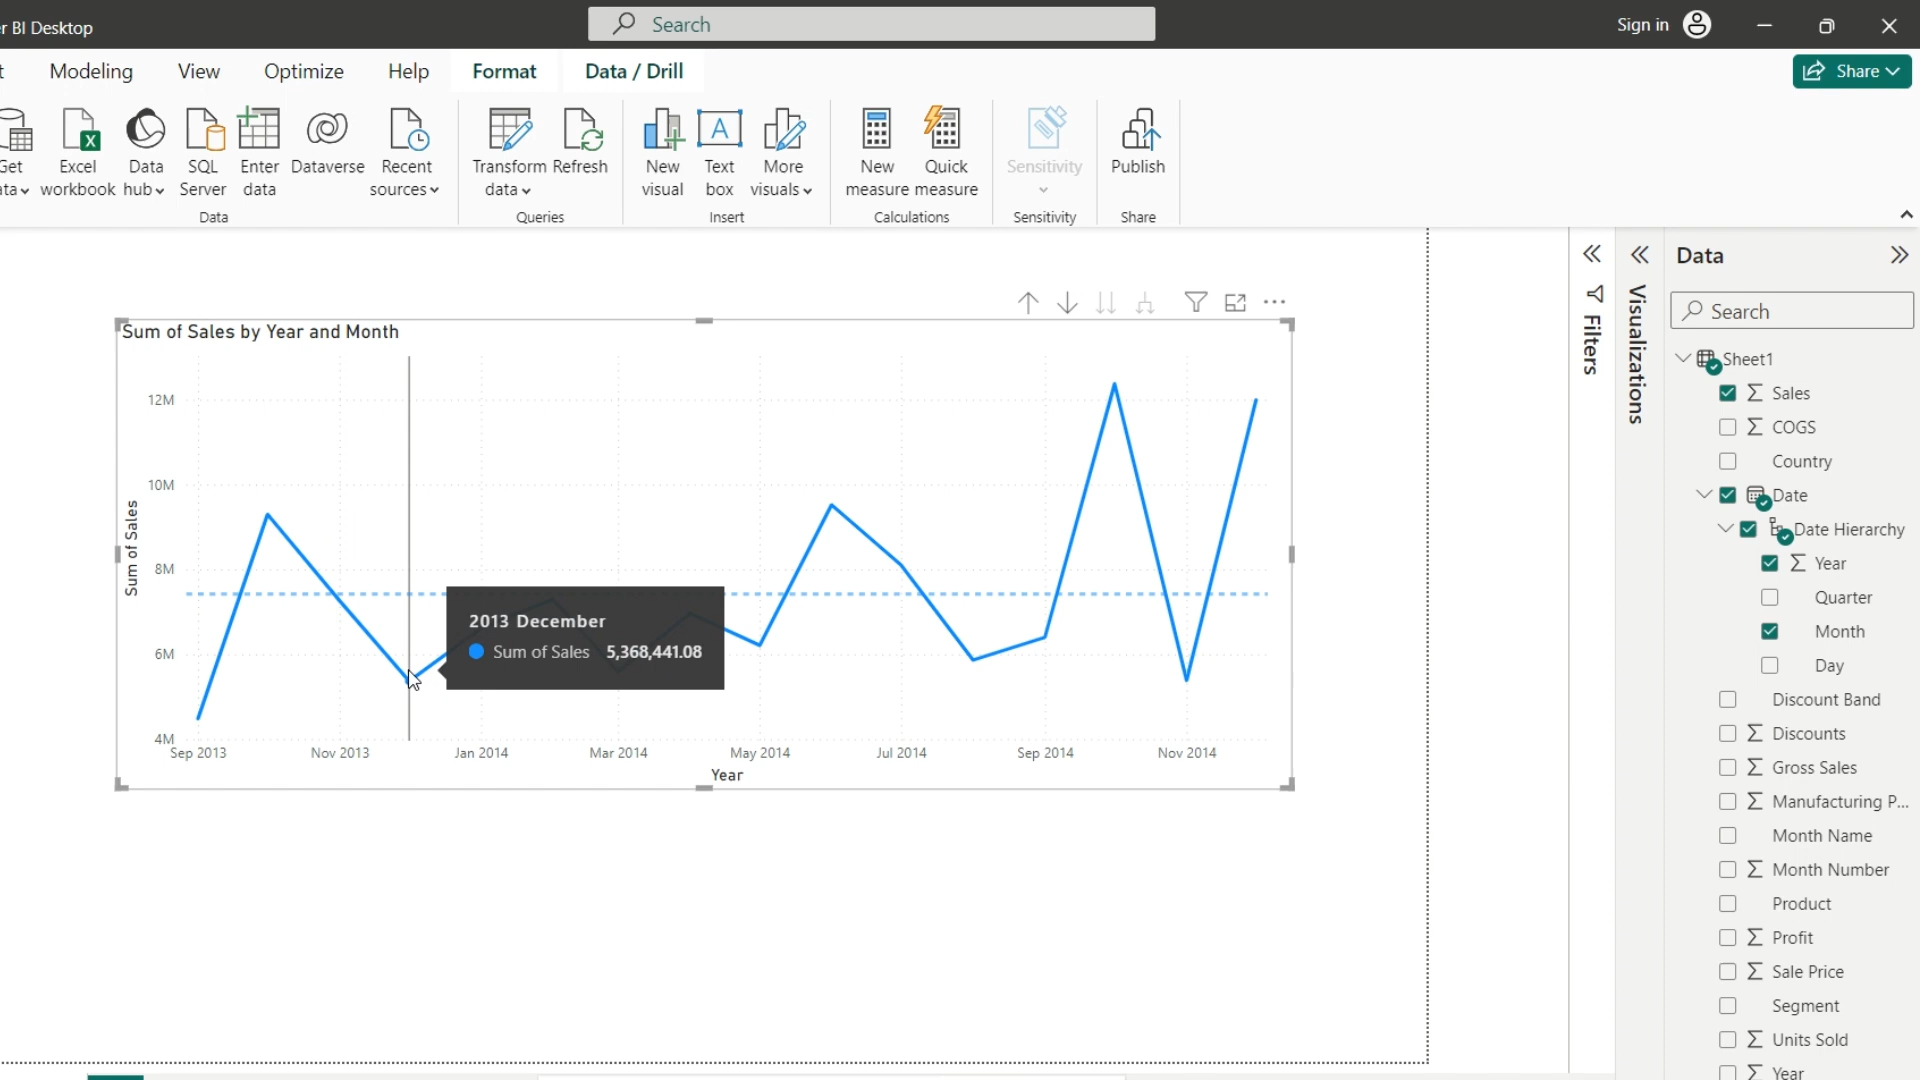 r BI Desktop
Search
Sign in
t Modeling View Optimize Help Format Data / Drill
Share
Get Excel Data SQL Enter Dataverse Recent Transform Refresh New Text More New Quick Sensitivity Publish
ata workbook hub Server data sources data visual box visuals measure measure
Data Queries Insert Calculations Sensitivity Share
Sum of Sales by Year and Month
12M
10M
8M
6M
4M
Sum of Sales
2013 December
Sum of Sales 5,368,441.08
Sep 2013 Nov 2013 Jan 2014 Mar 2014 May 2014 Jul 2014 Sep 2014 Nov 2014
Year
Filters
Visualizations
Data
Search
Sheet1
Sales
COGS
Country
Date
Date Hierarchy
Year
Quarter
Month
Day
Discount Band
Discounts
Gross Sales
Manufacturing P...
Month Name
Month Number
Product
Profit
Sale Price
Segment
Units Sold
Year